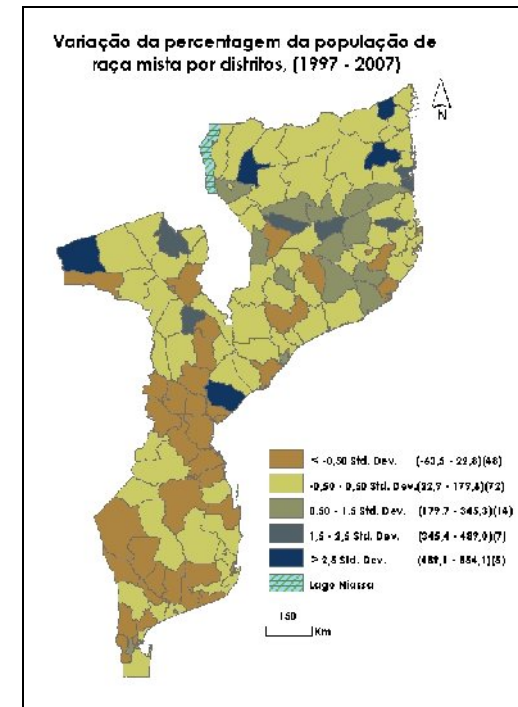 Variação da percentagem da população de
raça mista por distritos, (1997 - 2007)
N
< -0,50 Std. Dev. (-63,5 - 22,8)(48)
-0,50 - 0,50 Std. Dev.(22,7 - 177,4)(72)
0,50 - 1,5 Std. Dev. (179,7 - 345,3)(14)
1,5 - 2,5 Std. Dev. (345,4 - 489,0)(7)
> 2,5 Std. Dev. (489,1 - 854,1)(5)
Lago Niassa
150
Km